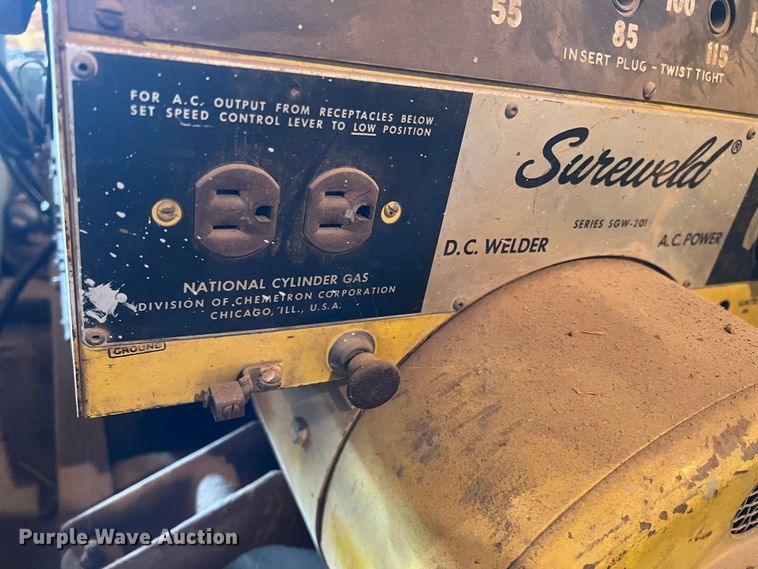 55
85
100
115
INSERT PLUG - TWIST TIGHT
FOR A.C. OUTPUT FROM RECEPTACLES BELOW
SET SPEED CONTROL LEVER TO LOW POSITION
Sureweld®
SERIES SGW-201
D.C. WELDER
A.C. POWER
NATIONAL CYLINDER GAS
DIVISION OF CHEMETRON CORPORATION
CHICAGO, ILL., U.S.A.
GROUND
Purple Wave Auction